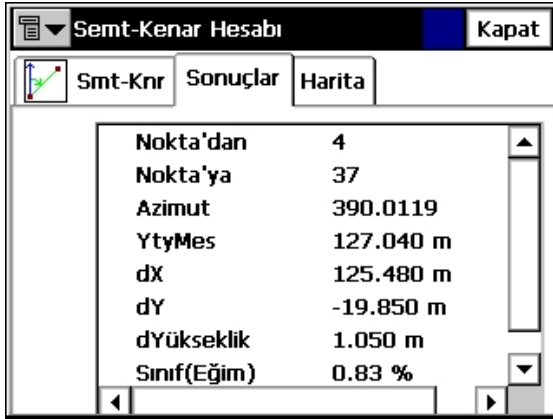 Semt-Kenar Hesabı Kapat
Smt-Knr Sonuçlar Harita
Nokta'dan 4
Nokta'ya 37
Azimut 390.0119
YtyMes 127.040 m
dX 125.480 m
dY -19.850 m
dYükseklik 1.050 m
Sınıf(Eğim) 0.83 %